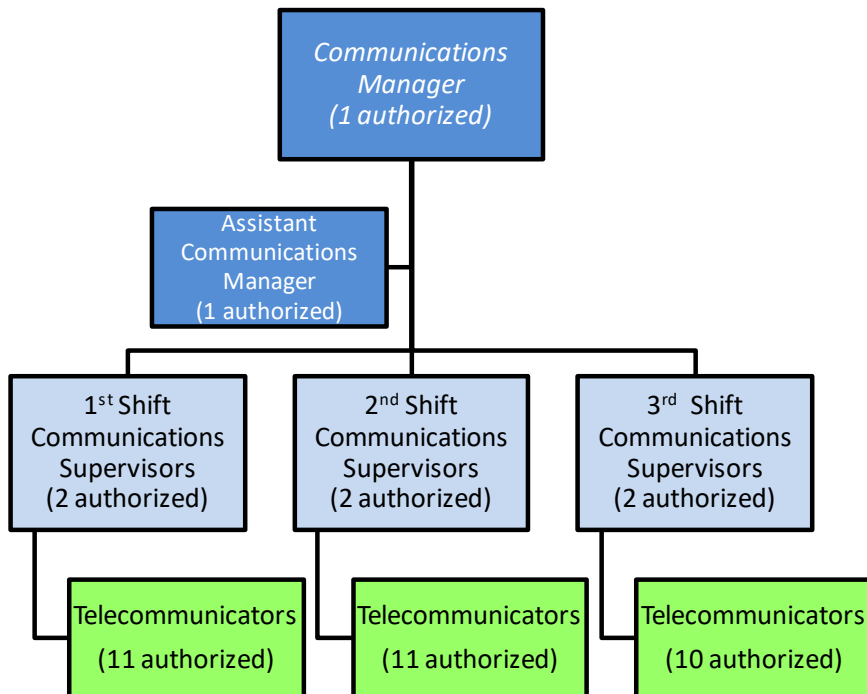 Communications
Manager
(1 authorized)
Assistant
Communications
Manager
(1 authorized)
1st Shift
Communications
Supervisors
(2 authorized)
2nd Shift
Communications
Supervisors
(2 authorized)
3rd Shift
Communications
Supervisors
(2 authorized)
Telecommunicators
(11 authorized)
Telecommunicators
(11 authorized)
Telecommunicators
(10 authorized)